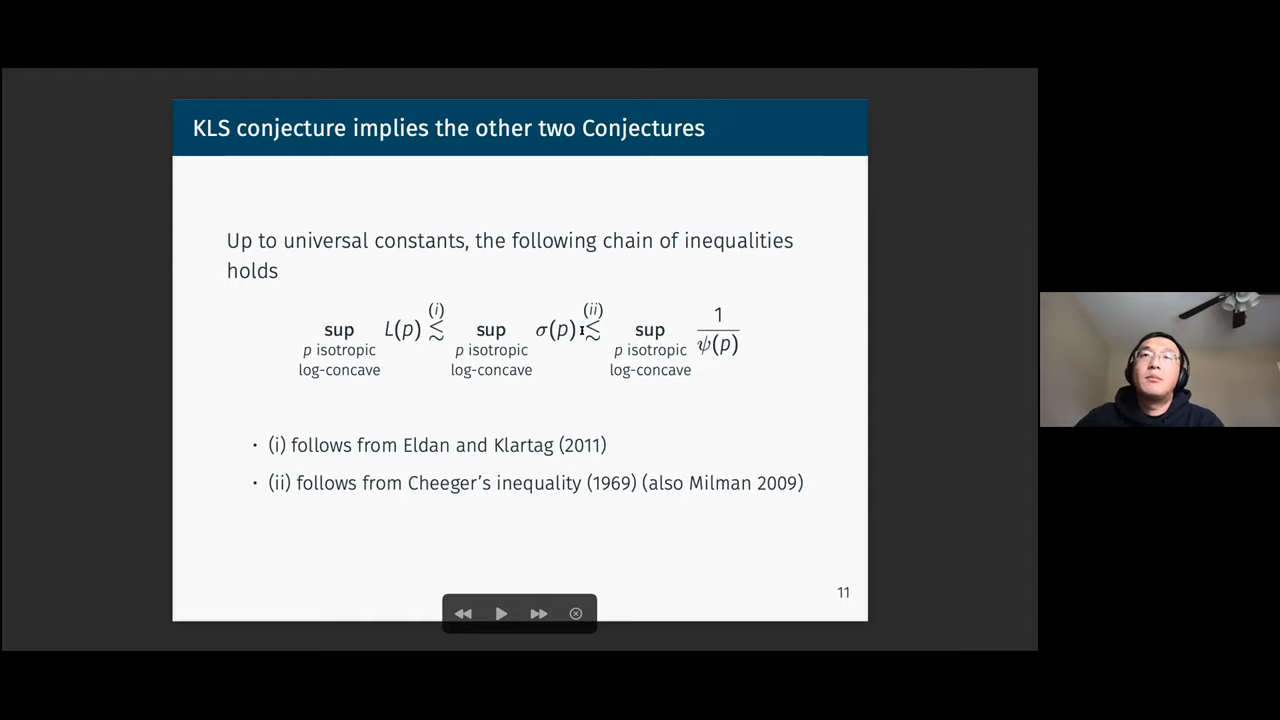 KLS conjecture implies the other two Conjectures
Up to universal constants, the following chain of inequalities
holds
sup L(p) ≲ sup σ(p) ≲ sup 1/ψ(p)
(i) (ii)
p isotropic p isotropic p isotropic
log-concave log-concave log-concave
• (i) follows from Eldan and Klartag (2011)
• (ii) follows from Cheeger's inequality (1969) (also Milman 2009)
11